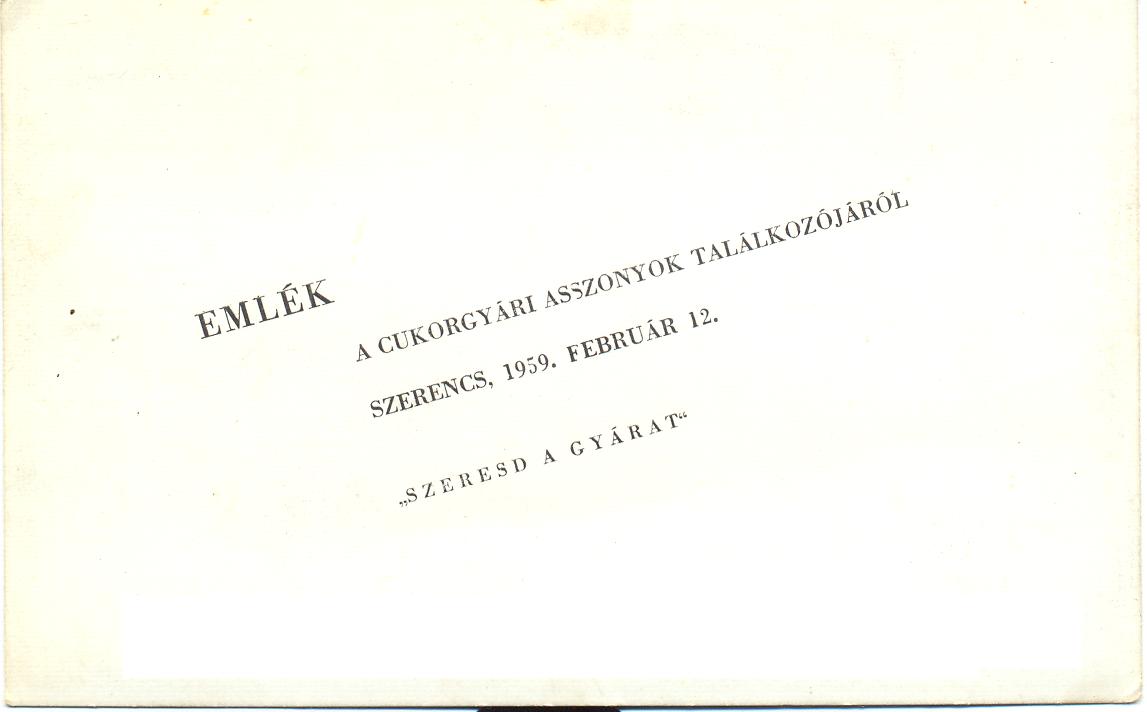 EMLÉK
A CUKORGYÁRI ASSZONYOK TALÁLKOZÓJÁRÓL
SZERENCS, 1959. FEBRUÁR 12.
„SZERESD A GYÁRAT“